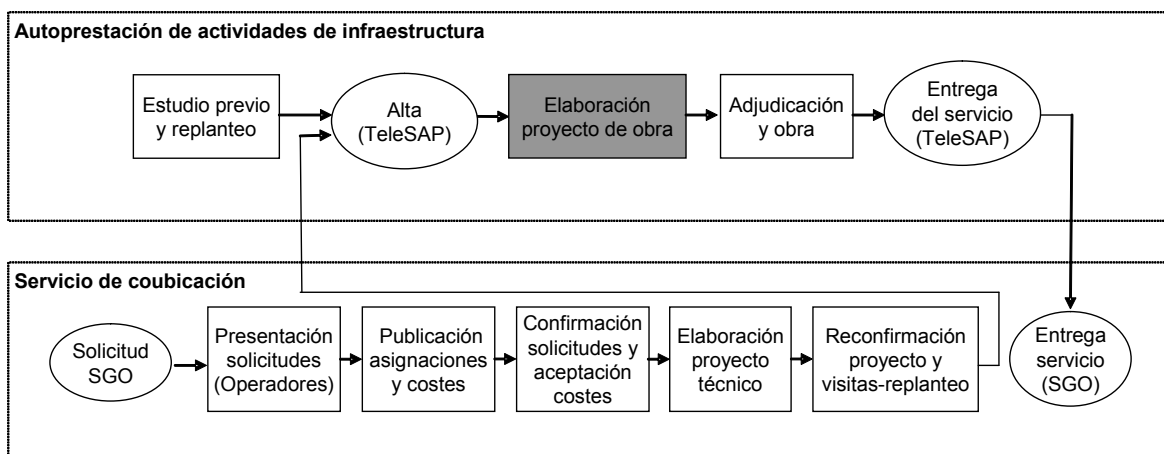 Autoprestación de actividades de infraestructura
Estudio previo
y replanteo
Alta
(TeleSAP)
Elaboración
proyecto de obra
Adjudicación
y obra
Entrega
del servicio
(TeleSAP)
Servicio de coubicación
Solicitud
SGO
Presentación
solicitudes
(Operadores)
Publicación
asignaciones
y costes
Confirmación
solicitudes y
aceptación
costes
Elaboración
proyecto
técnico
Reconfirmación
proyecto y
visitas-replanteo
Entrega
servicio
(SGO)